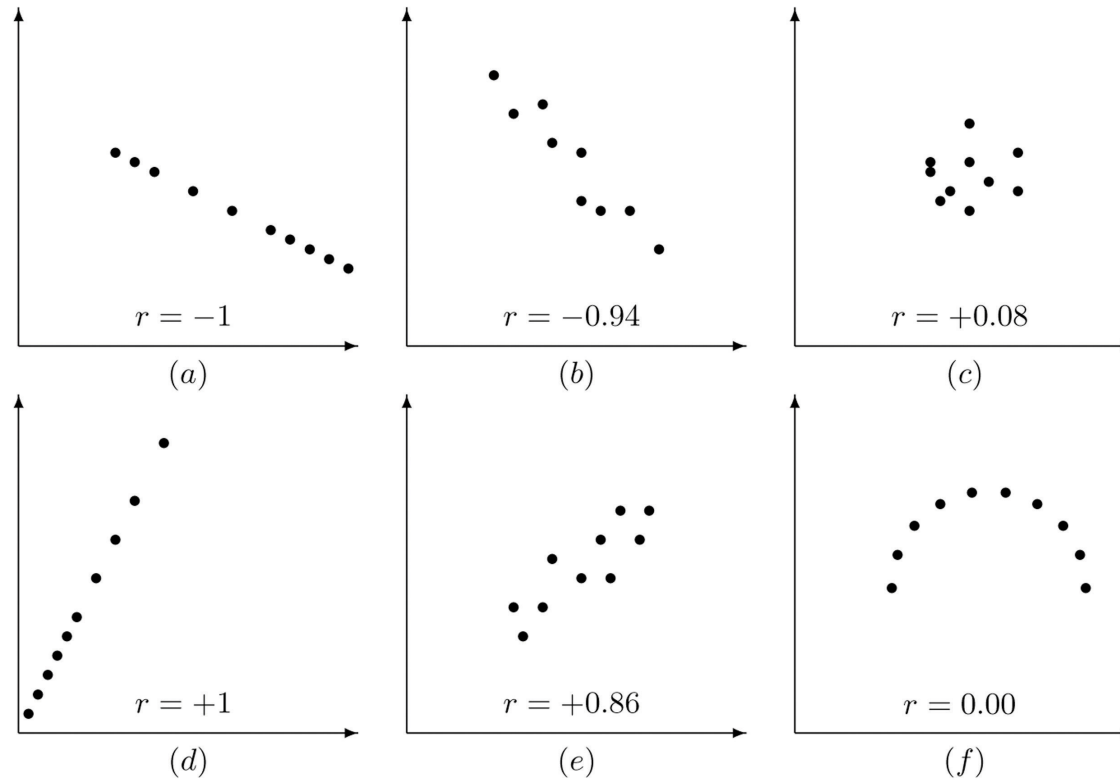 r = −1
(a)
r = −0.94
(b)
r = +0.08
(c)
r = +1
(d)
r = +0.86
(e)
r = 0.00
(f)